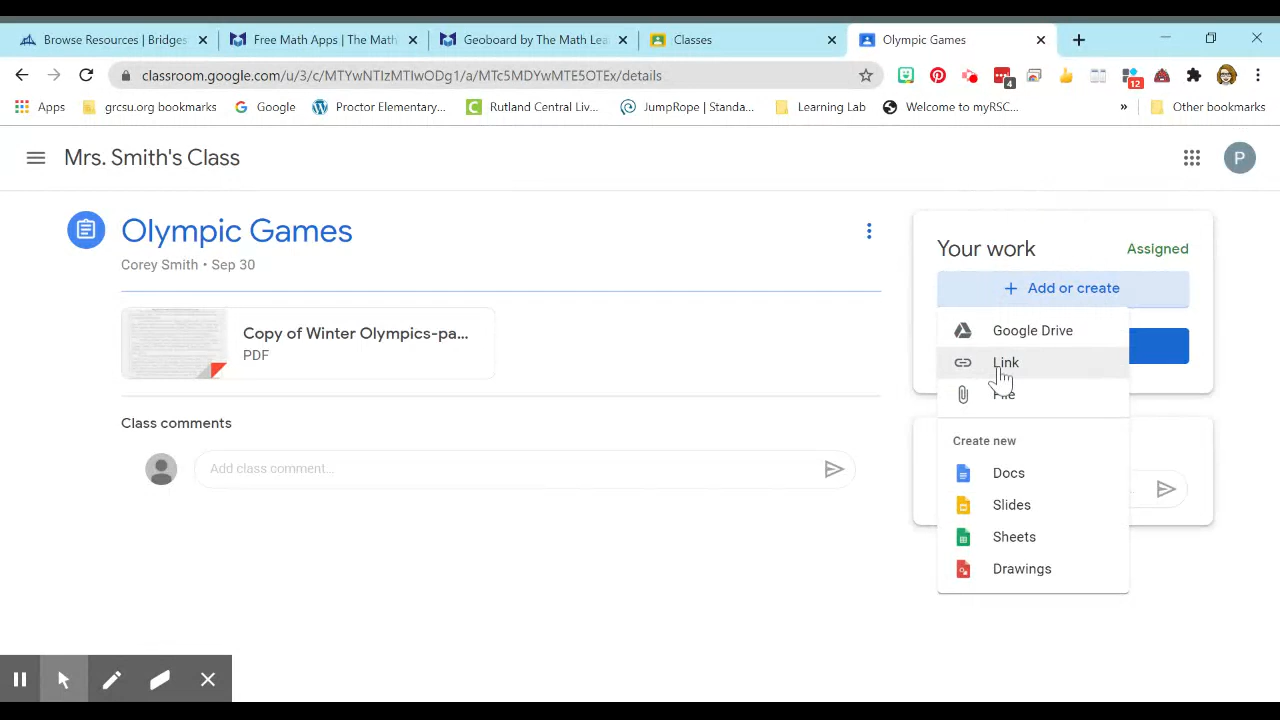 Browse Resources | Bridges
Free Math Apps | The Math
Geoboard by The Math Lea
Classes
Olympic Games
classroom.google.com/u/3/c/MTYwNTIzMTIwODg1/a/MTc5MDYwMTE5OTEx/details
4
12
Apps
grcsu.org bookmarks
Google
Proctor Elementary...
Rutland Central Liv...
JumpRope | Standa...
Learning Lab
Welcome to myRSC...
»
Other bookmarks
Mrs. Smith's Class
P
Olympic Games
Corey Smith • Sep 30
Copy of Winter Olympics-pa...
PDF
Class comments
Add class comment...
Your work
Assigned
+ Add or create
Google Drive
Link
File
Create new
Docs
Slides
Sheets
Drawings